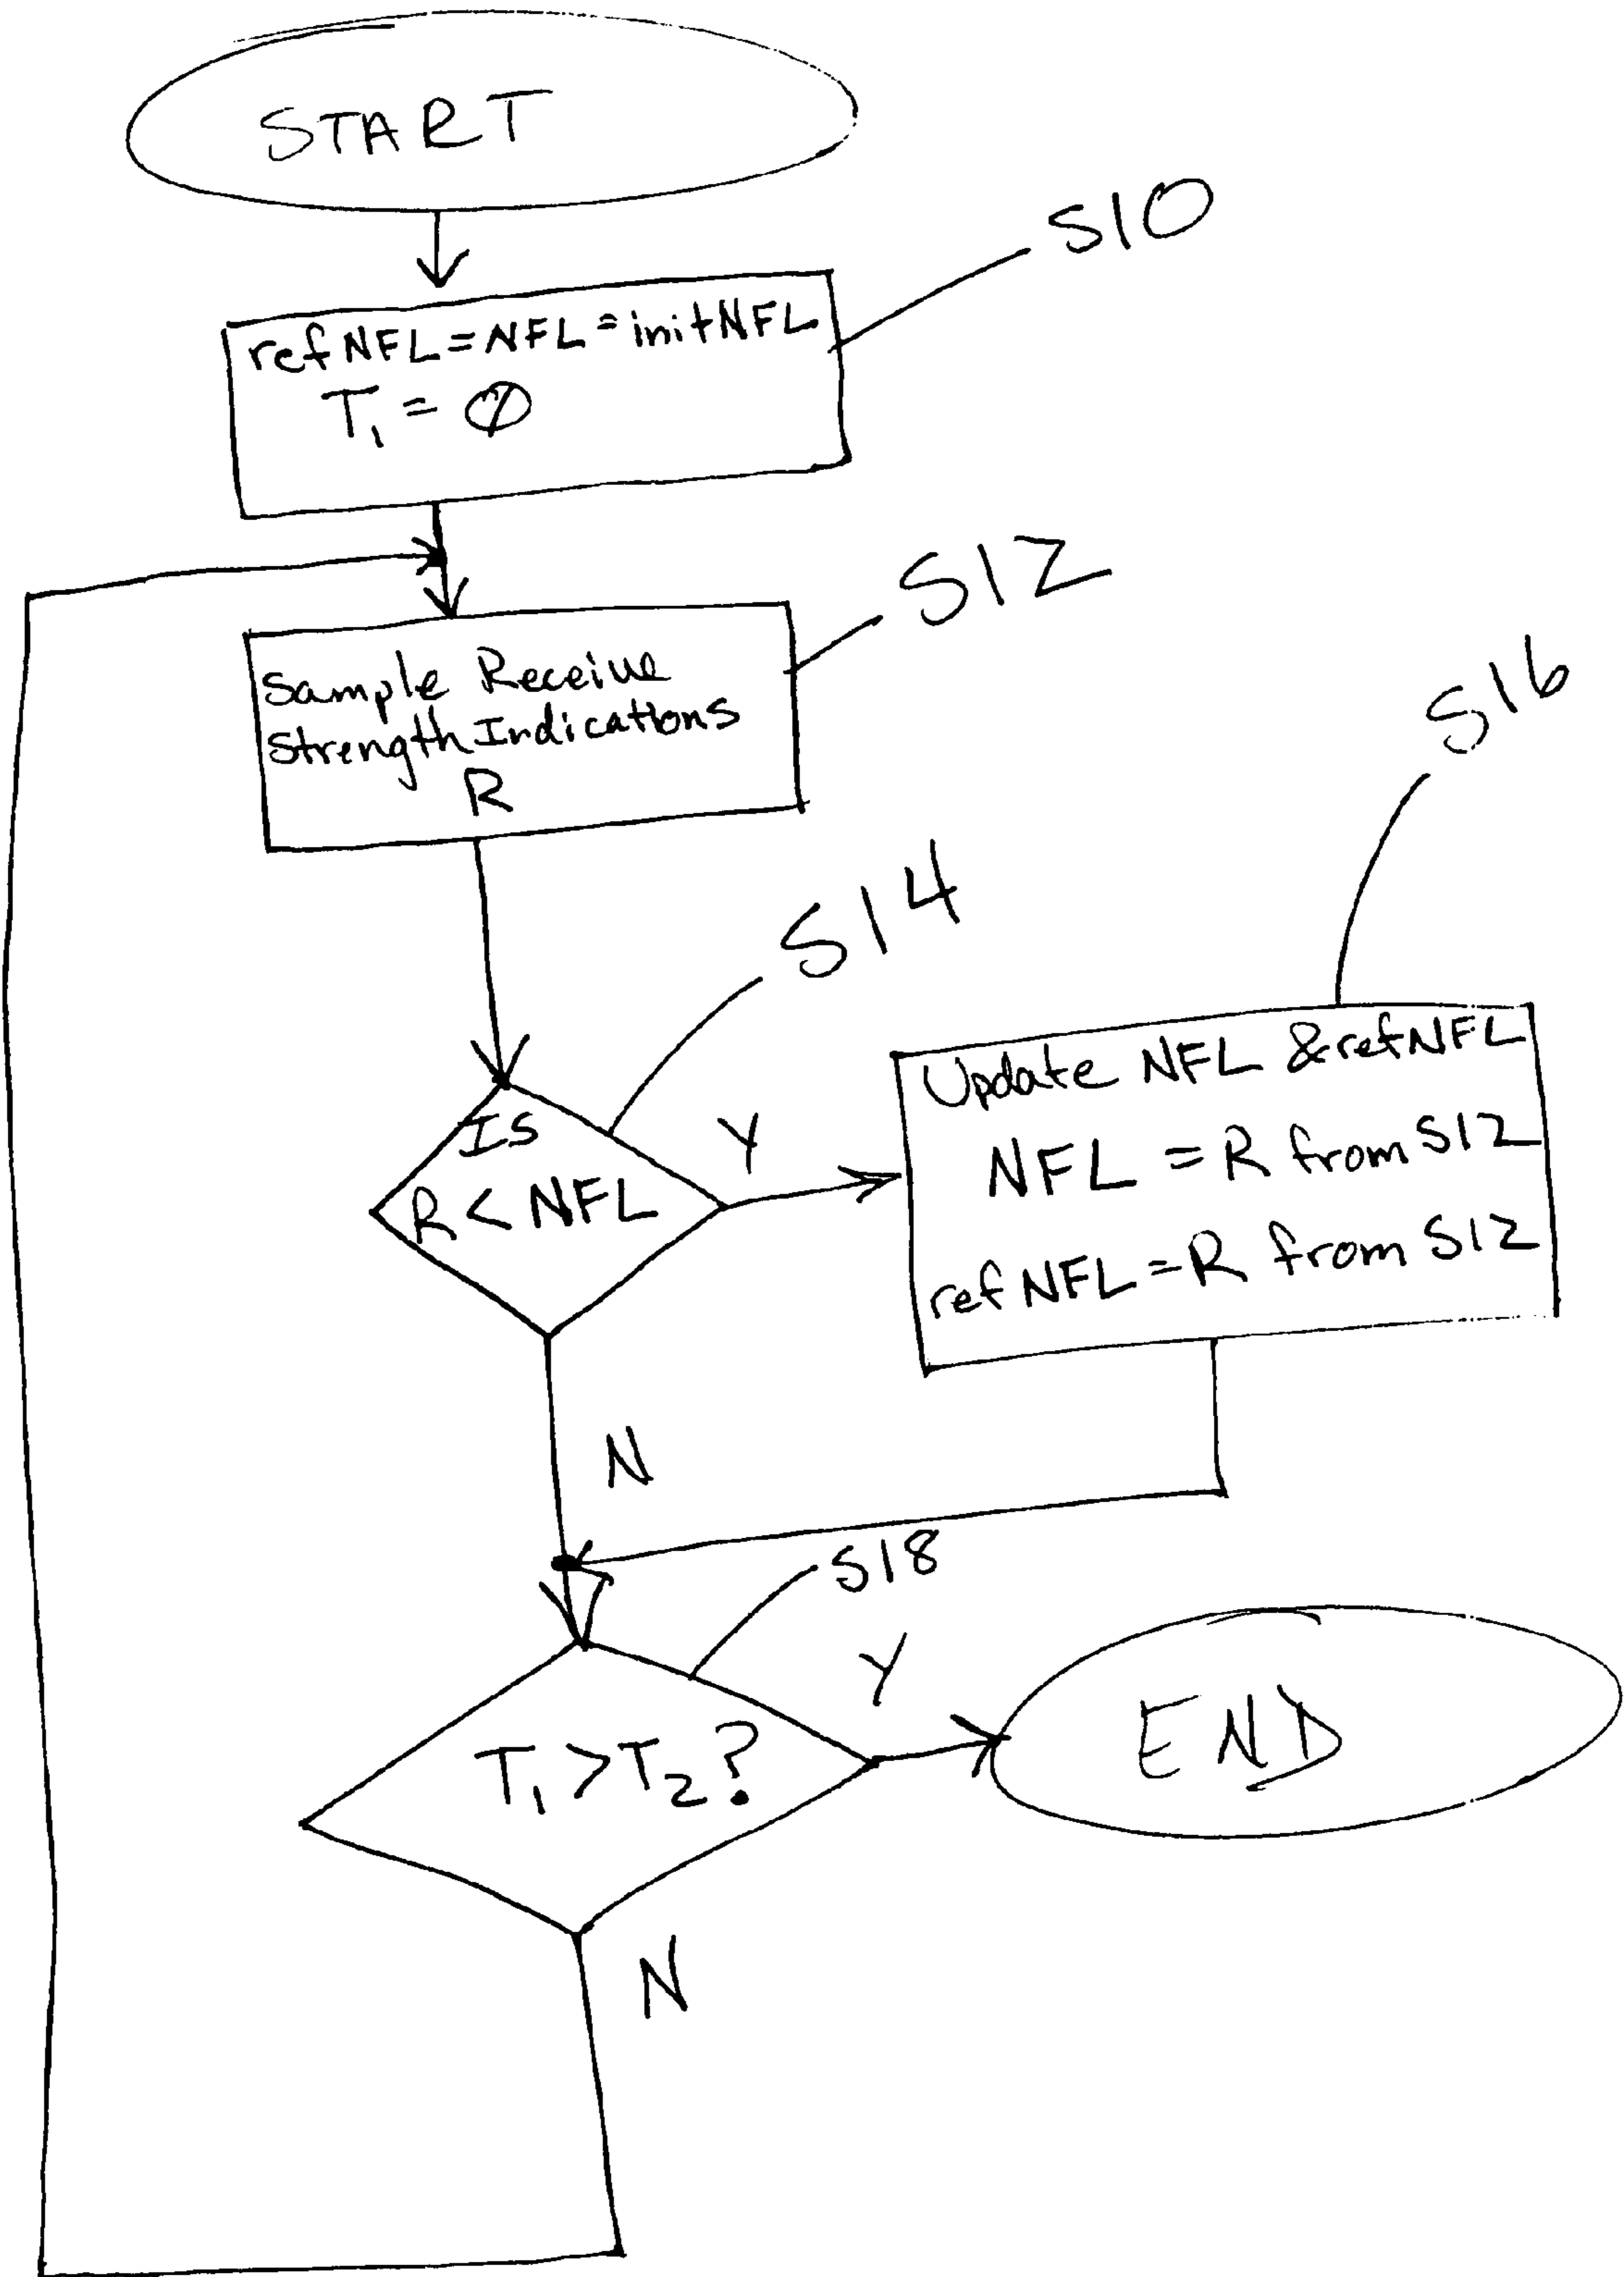 START
S10
refNFL = NFL = initNFL
T₁ = Ø
S12
Sample Receive
Strength Indications
R
S16
S14
Update NFL & refNFL
NFL = R from S12
refNFL = R from S12
Is
R < NFL
Y
N
S18
Y
T₁ > T₂?
END
N